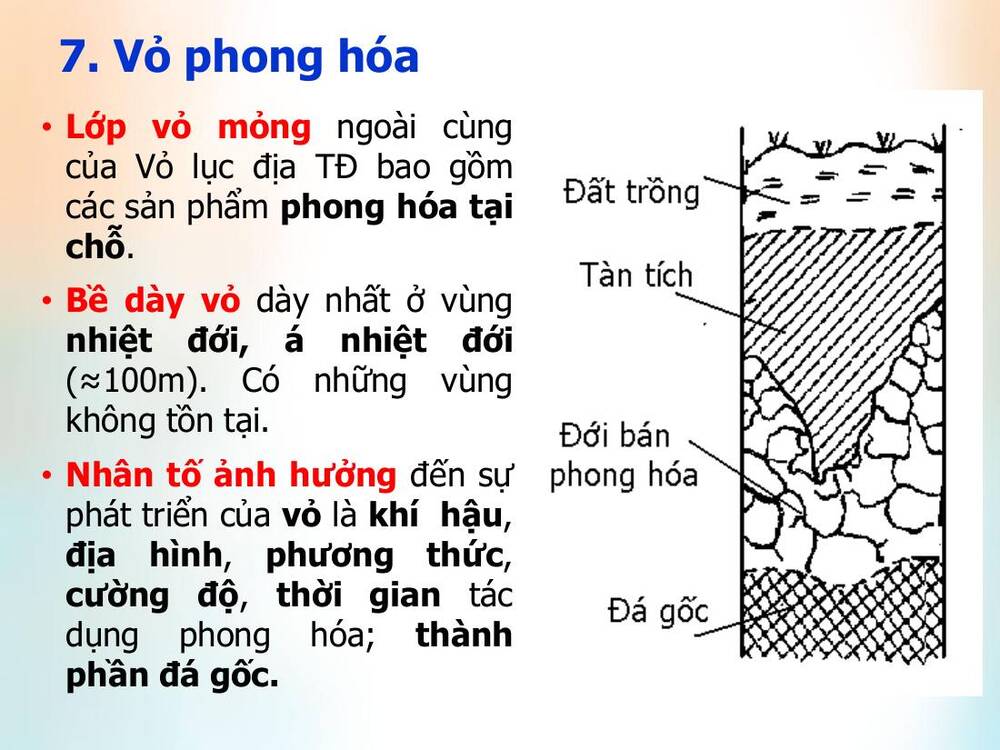 7. Vỏ phong hóa
• Lớp vỏ mỏng ngoài cùng
của Vỏ lục địa TĐ bao gồm
các sản phẩm phong hóa tại
chỗ.
• Bề dày vỏ dày nhất ở vùng
nhiệt đới, á nhiệt đới
(≈100m). Có những vùng
không tồn tại.
• Nhân tố ảnh hưởng đến sự
phát triển của vỏ là khí hậu,
địa hình, phương thức,
cường độ, thời gian tác
dụng phong hóa; thành
phần đá gốc.
Đất trồng
Tàn tích
Đới bán
phong hóa
Đá gốc